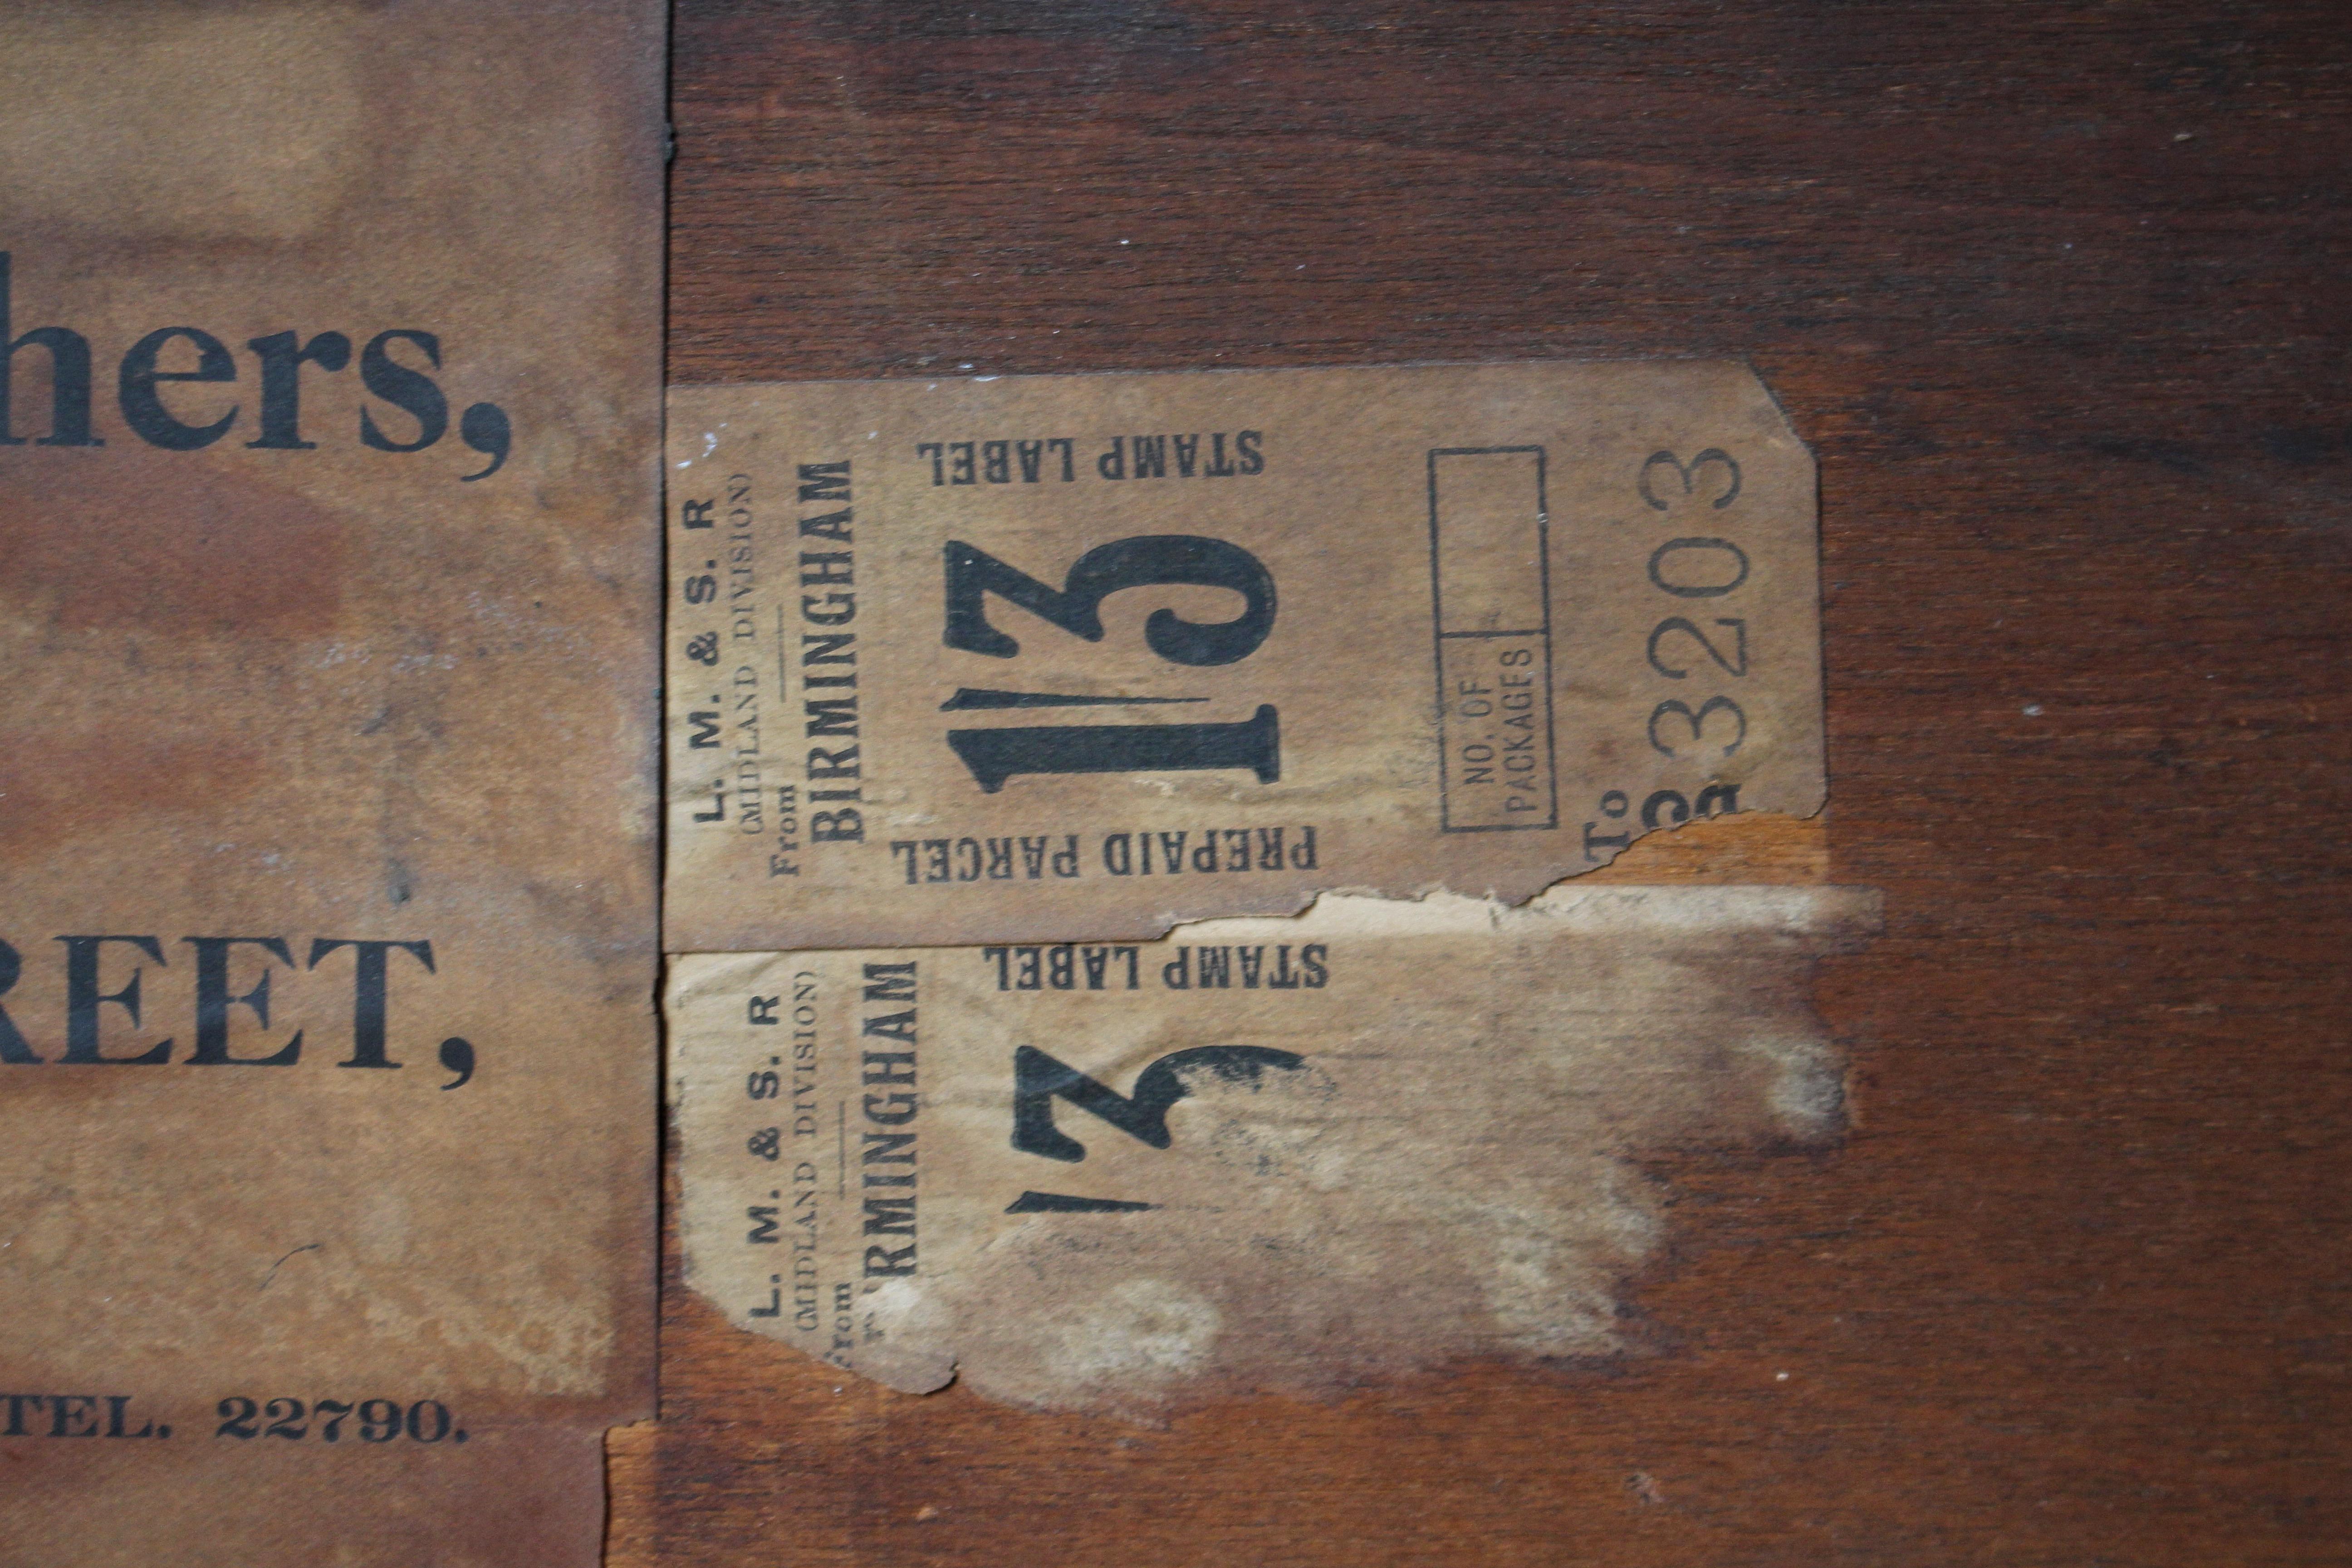 hers,
REET,
TEL. 22790.
L. M. & S. R
(MIDLAND DIVISION)
From
BIRMINGHAM
PREPAID PARCEL
1/3
STAMP LABEL
NO. OF
PACKAGES
To
3203
L. M. & S. R
(MIDLAND DIVISION)
From
RMINGHAM
/3
STAMP LABEL